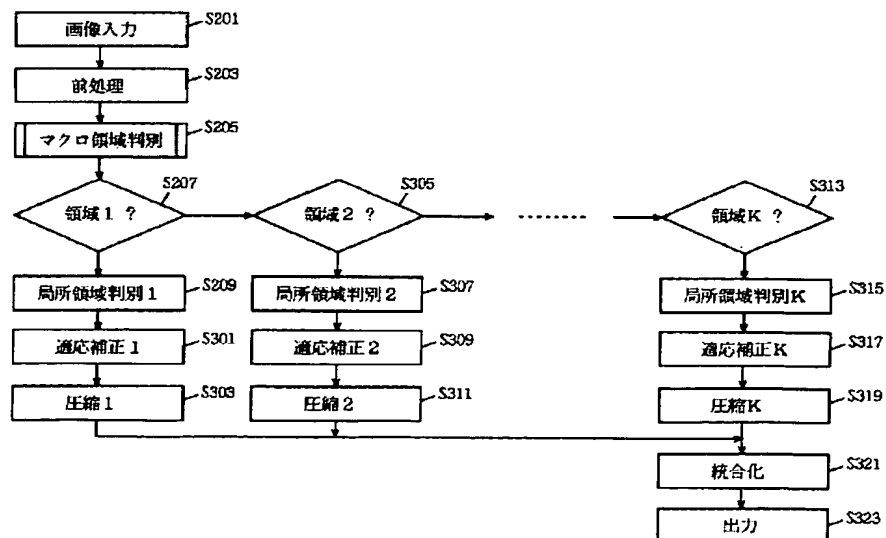 画像入力
S201
前処理
S203
マクロ領域判別
S205
領域1 ?
S207
領域2 ?
S305
........
領域K ?
S313
局所領域判別1
S209
局所領域判別2
S307
局所領域判別K
S315
適応補正1
S301
適応補正2
S309
適応補正K
S317
圧縮1
S303
圧縮2
S311
圧縮K
S319
統合化
S321
出力
S323